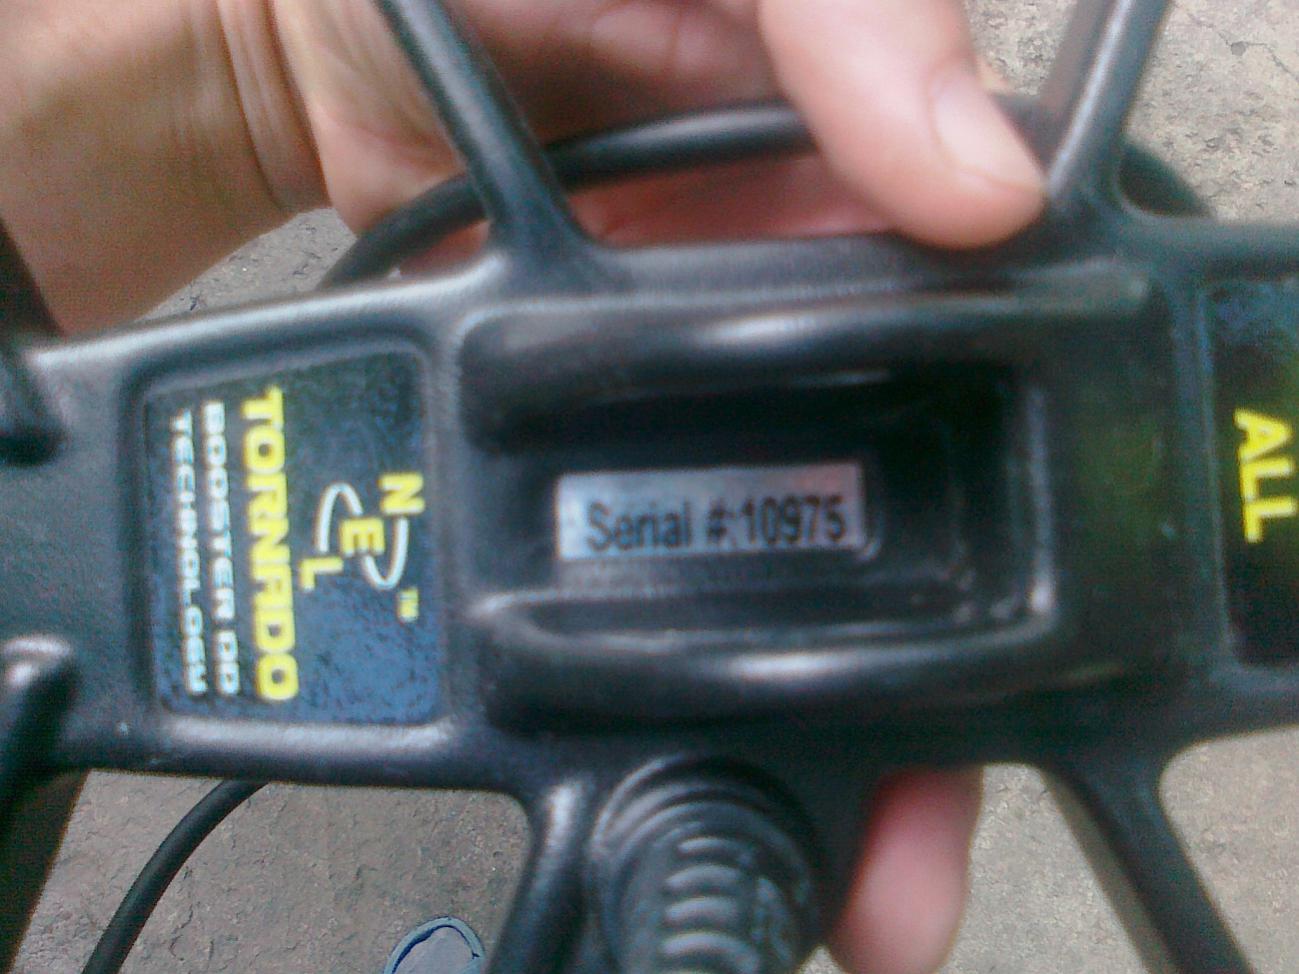 NEL™
TORNADO
BOOSTER DD
TECHNOLOGY
Serial #:10975
ALL